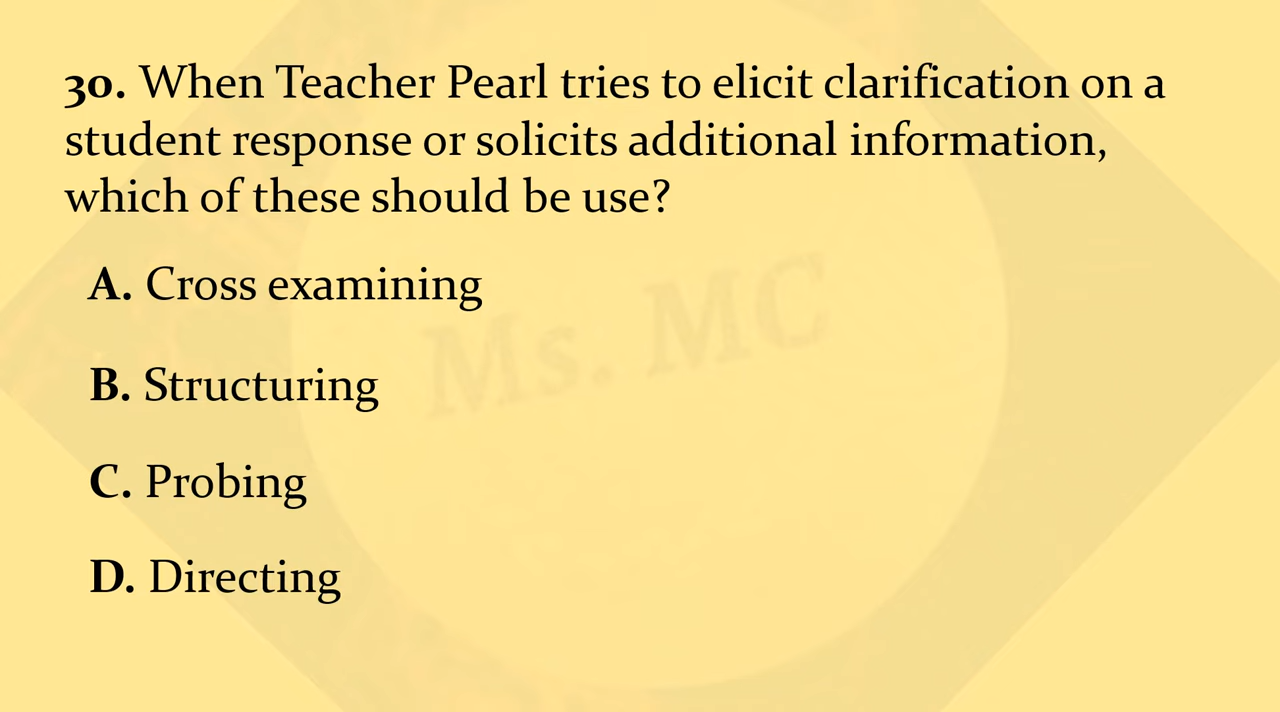 30. When Teacher Pearl tries to elicit clarification on a
student response or solicits additional information,
which of these should be use?
A. Cross examining
B. Structuring
Ms. MC
C. Probing
D. Directing